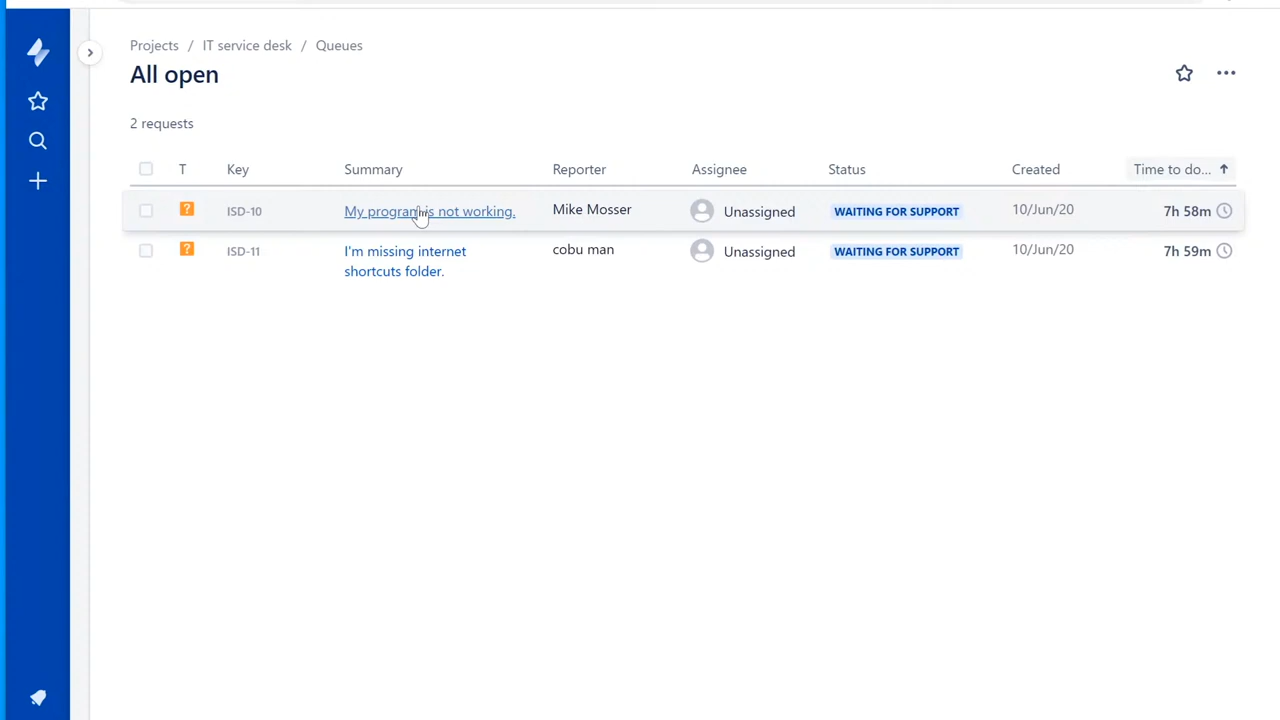 Projects / IT service desk / Queues
All open
2 requests
T Key Summary Reporter Assignee Status Created Time to do...
? ISD-10 My program is not working. Mike Mosser Unassigned WAITING FOR SUPPORT 10/Jun/20 7h 58m
? ISD-11 I'm missing internet cobu man Unassigned WAITING FOR SUPPORT 10/Jun/20 7h 59m
shortcuts folder.